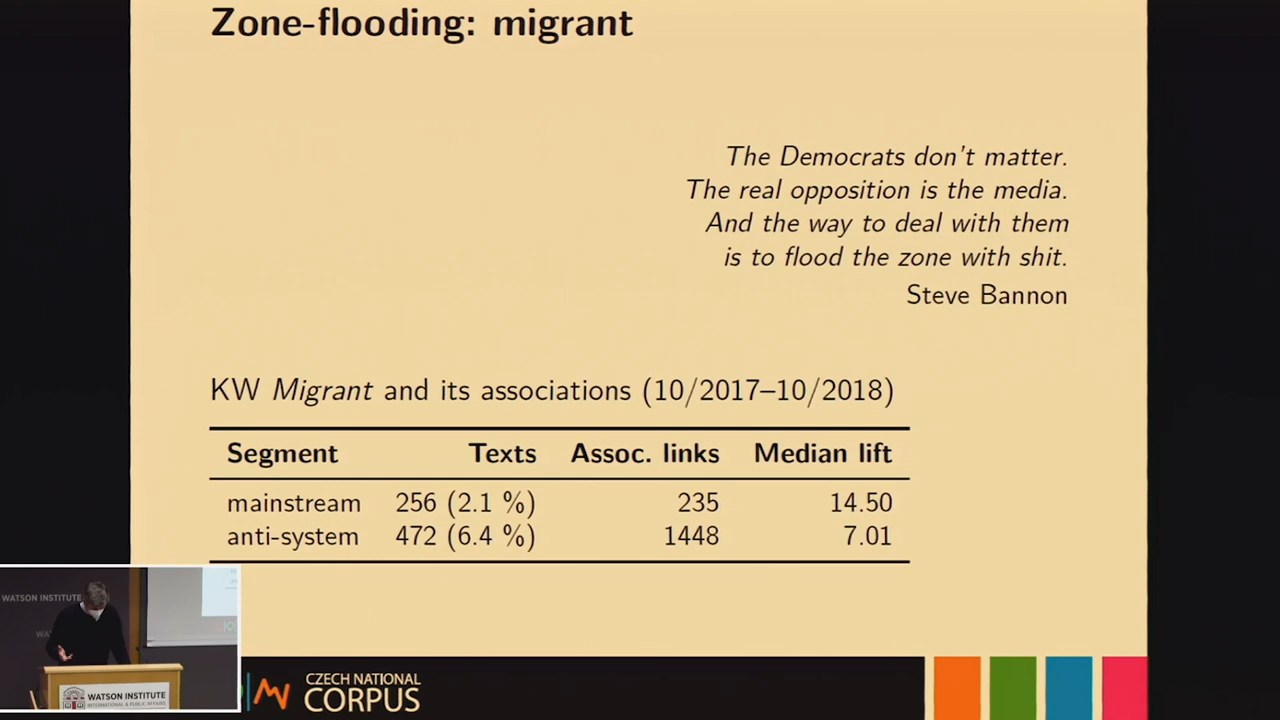 Zone-flooding: migrant
The Democrats don't matter.
The real opposition is the media.
And the way to deal with them
is to flood the zone with shit.
Steve Bannon
KW Migrant and its associations (10/2017–10/2018)
Segment Texts Assoc. links Median lift
mainstream 256 (2.1 %) 235 14.50
anti-system 472 (6.4 %) 1448 7.01
WATSON INSTITUTE
WATSON INSTITUTE
INTERNATIONAL & PUBLIC AFFAIRS
CZECH NATIONAL
CORPUS